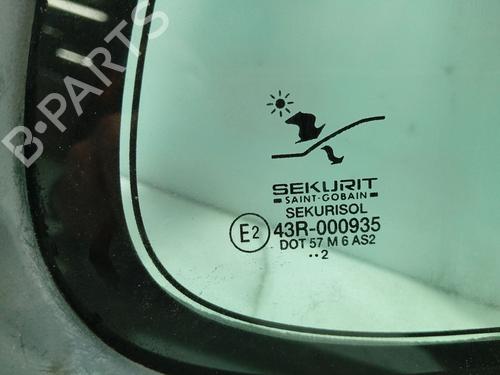 B-PARTS
SEKURIT
SAINT-GOBAIN
SEKURISOL
E2 43R-000935
DOT 57 M 6 AS2
··2